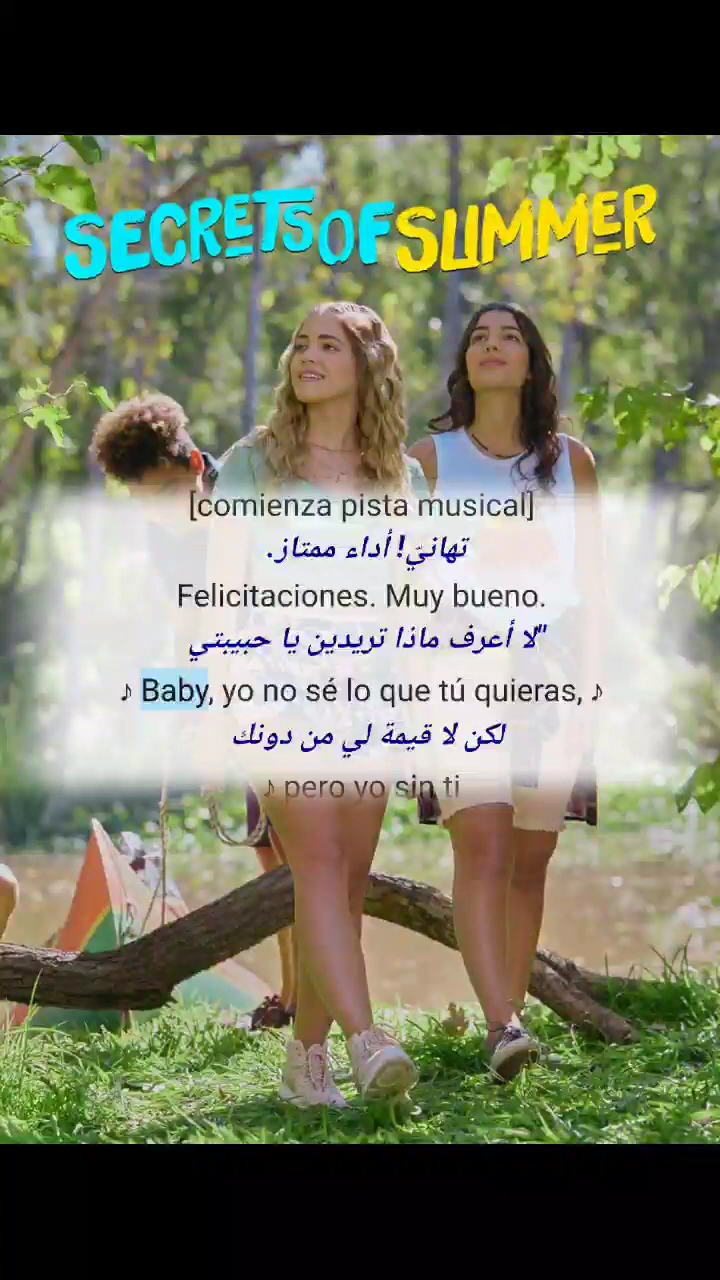 SECRETS OF SUMMER
[comienza pista musical]
تهانيّ! أداء ممتاز.
Felicitaciones. Muy bueno.
"لا أعرف ماذا تريدين يا حبيبتي
♪ Baby, yo no sé lo que tú quieras, ♪
لكن لا قيمة لي من دونك
♪ pero yo sin ti